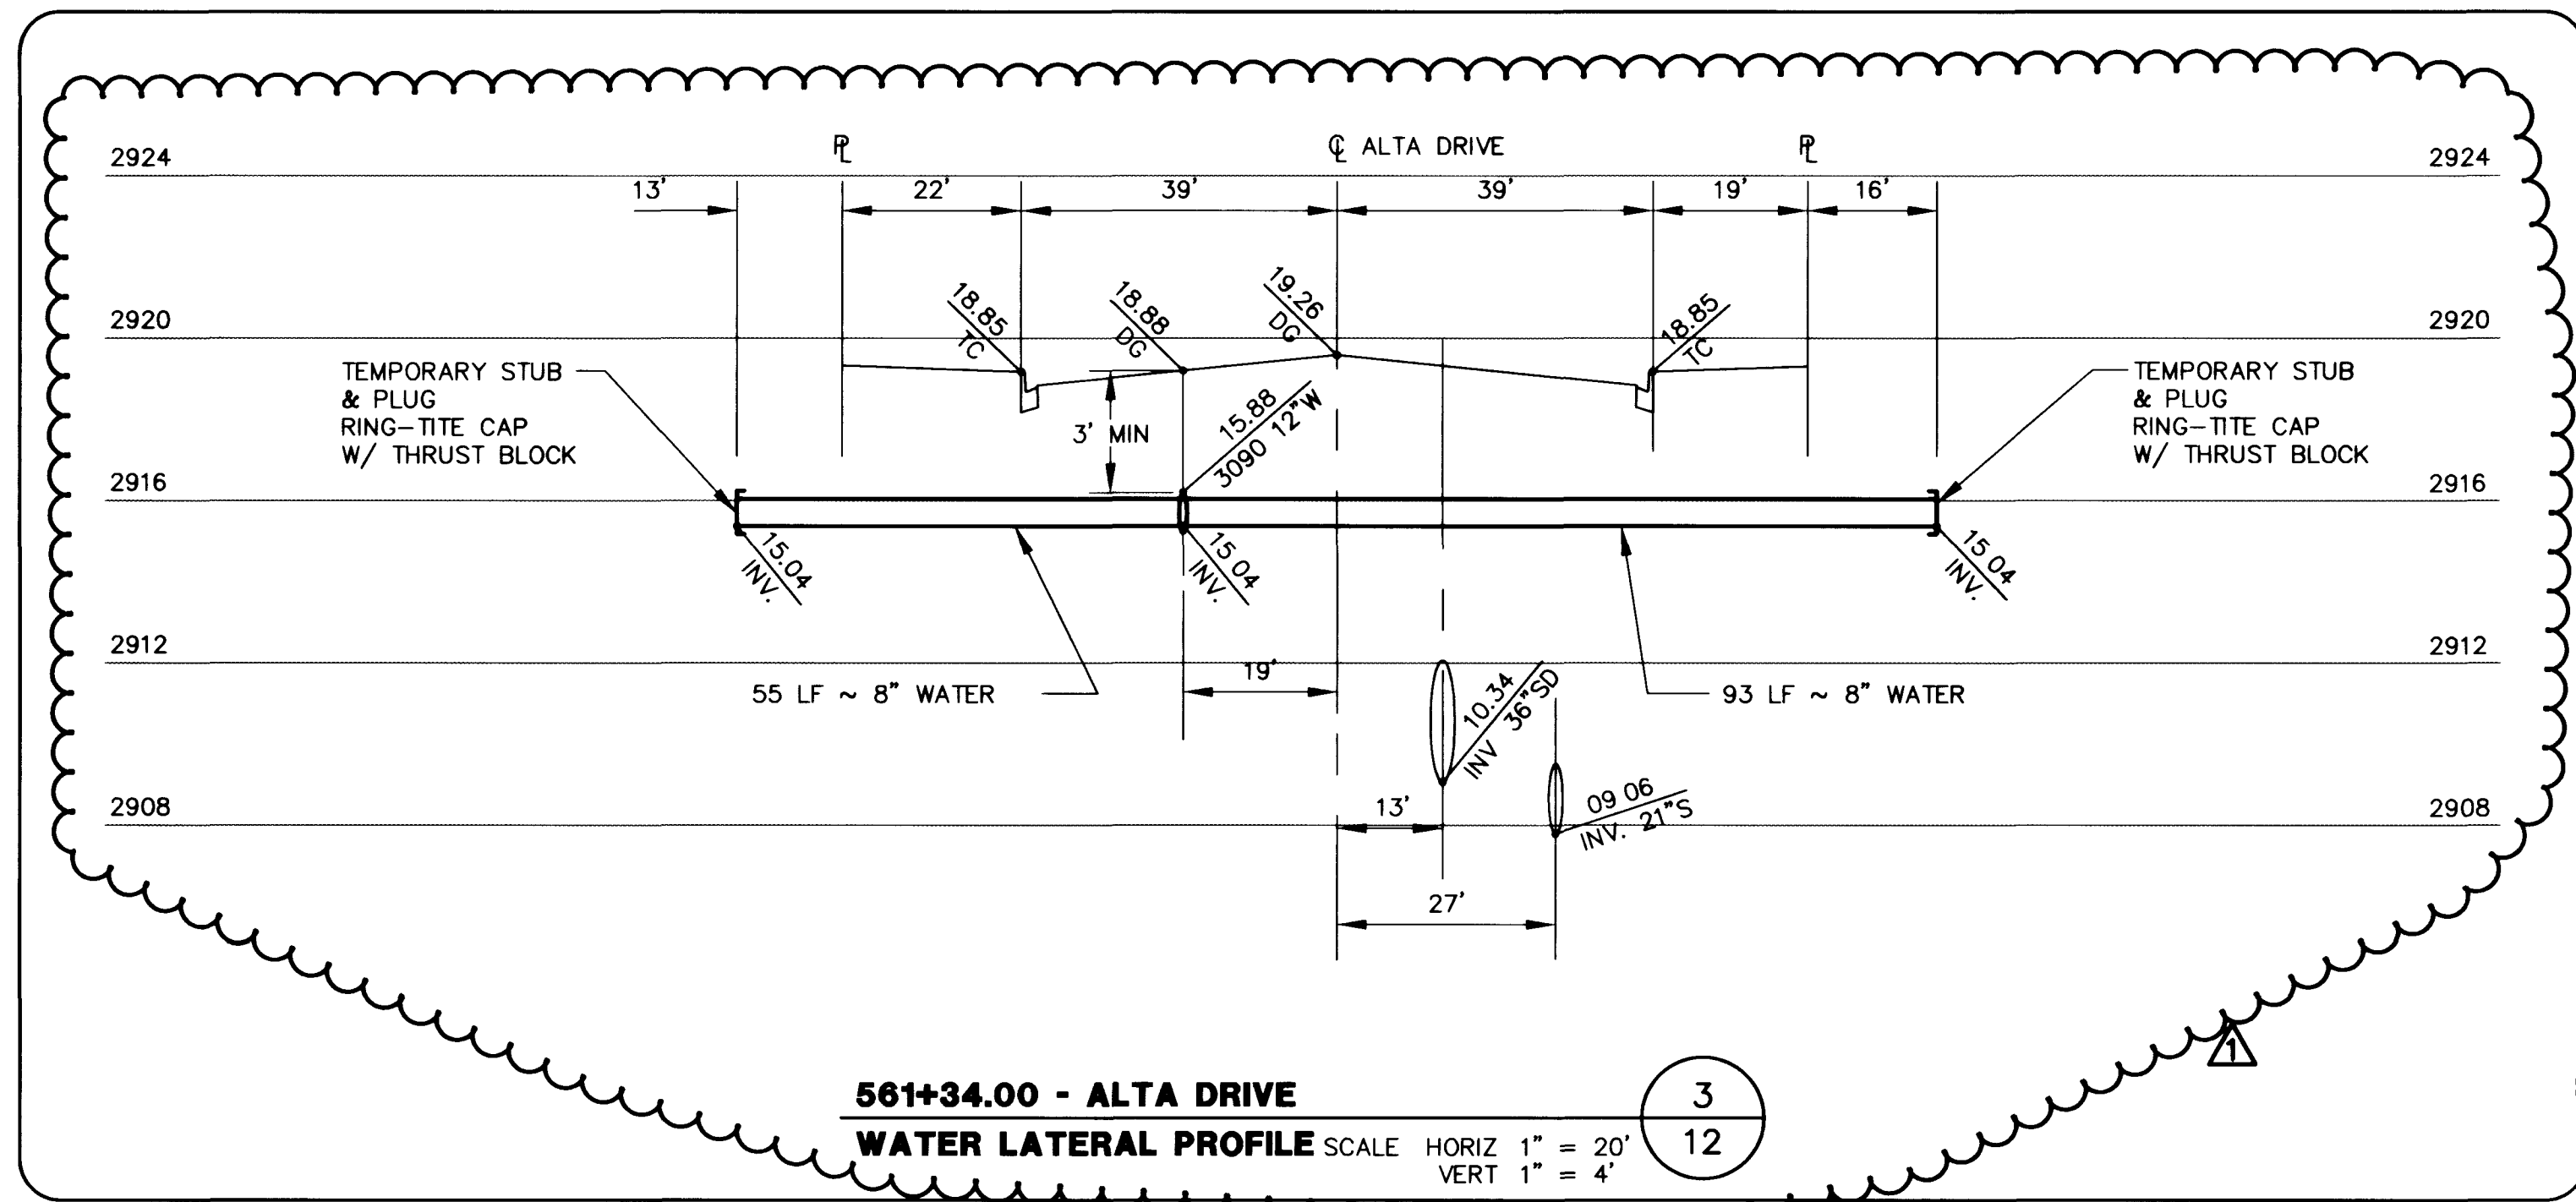 ℄ ALTA DRIVE
2924
2924
13'
22'
39'
39'
19'
16'
18.85
TC
18.88
DG
19.26
DG
18.85
TC
2920
2920
TEMPORARY STUB
& PLUG
RING-TITE CAP
W/ THRUST BLOCK
3' MIN
15.88
3090 12"W
TEMPORARY STUB
& PLUG
RING-TITE CAP
W/ THRUST BLOCK
2916
2916
15.04
INV.
15 04
INV.
15 04
INV.
2912
2912
19'
55 LF ~ 8" WATER
93 LF ~ 8" WATER
10.34
INV 36"SD
2908
2908
13'
09 06
INV. 21"S
27'
1
561+34.00 - ALTA DRIVE
3
WATER LATERAL PROFILE SCALE HORIZ 1" = 20'
VERT 1" = 4'
12